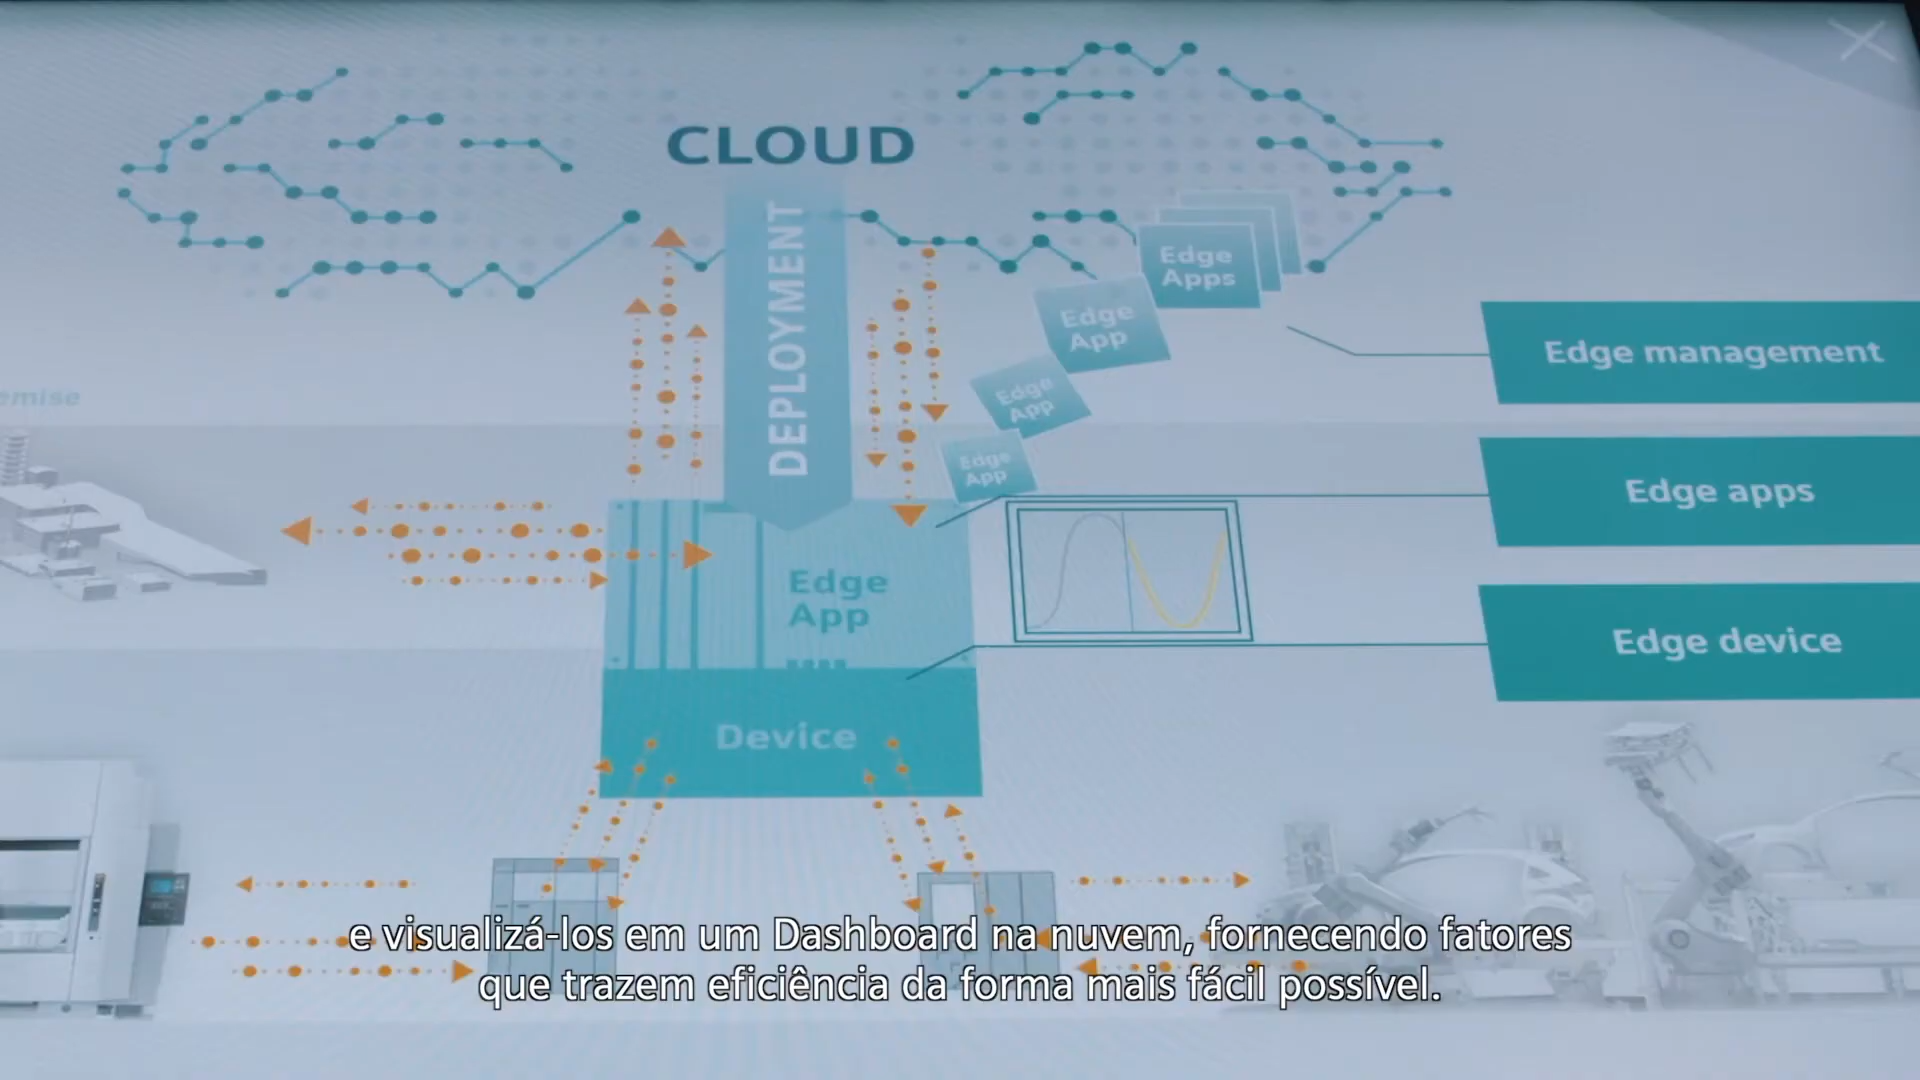 CLOUD
DEPLOYMENT
Edge
Apps
Edge
App
Edge
App
Edge
App
Edge management
Edge apps
Edge device
Edge
App
Device
e visualizá-los em um Dashboard na nuvem, fornecendo fatores
que trazem eficiência da forma mais fácil possível.